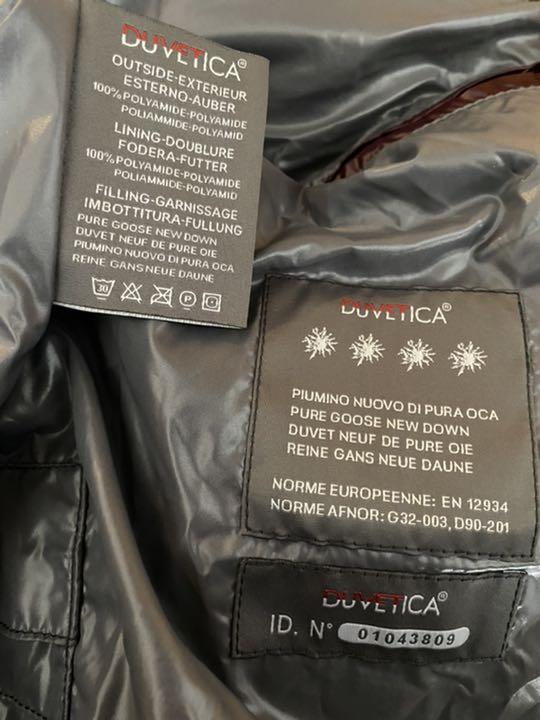 DUVETICA®
OUTSIDE-EXTERIEUR
ESTERNO-AUBER
100% POLYAMIDE-POLYAMIDE
POLIAMMIDE-POLYAMID
LINING-DOUBLURE
FODERA-FUTTER
100% POLYAMIDE-POLYAMIDE
POLIAMMIDE-POLYAMID
FILLING-GARNISSAGE
IMBOTTITURA-FULLUNG
PURE GOOSE NEW DOWN
DUVET NEUF DE PURE OIE
PIUMINO NUOVO DI PURA OCA
REINE GANS NEUE DAUNE
30 P
DUVETICA®
PIUMINO NUOVO DI PURA OCA
PURE GOOSE NEW DOWN
DUVET NEUF DE PURE OIE
REINE GANS NEUE DAUNE
NORME EUROPEENNE: EN 12934
NORME AFNOR: G32-003, D90-201
DUVETICA®
ID. N° 01043809